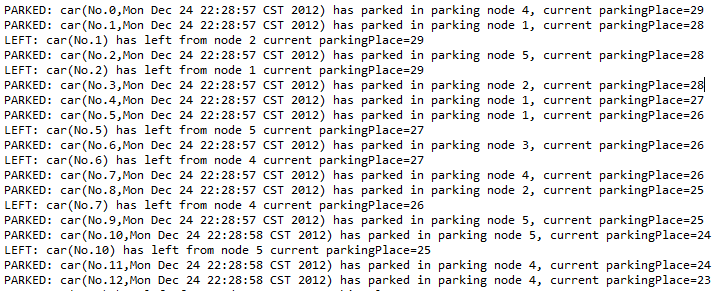 PARKED: car(No.0,Mon Dec 24 22:28:57 CST 2012) has parked in parking node 4, current parkingPlace=29
PARKED: car(No.1,Mon Dec 24 22:28:57 CST 2012) has parked in parking node 1, current parkingPlace=28
LEFT: car(No.1) has left from node 2 current parkingPlace=29
PARKED: car(No.2,Mon Dec 24 22:28:57 CST 2012) has parked in parking node 5, current parkingPlace=28
LEFT: car(No.2) has left from node 1 current parkingPlace=29
PARKED: car(No.3,Mon Dec 24 22:28:57 CST 2012) has parked in parking node 2, current parkingPlace=28
PARKED: car(No.4,Mon Dec 24 22:28:57 CST 2012) has parked in parking node 1, current parkingPlace=27
PARKED: car(No.5,Mon Dec 24 22:28:57 CST 2012) has parked in parking node 1, current parkingPlace=26
LEFT: car(No.5) has left from node 5 current parkingPlace=27
PARKED: car(No.6,Mon Dec 24 22:28:57 CST 2012) has parked in parking node 3, current parkingPlace=26
LEFT: car(No.6) has left from node 4 current parkingPlace=27
PARKED: car(No.7,Mon Dec 24 22:28:57 CST 2012) has parked in parking node 4, current parkingPlace=26
PARKED: car(No.8,Mon Dec 24 22:28:57 CST 2012) has parked in parking node 2, current parkingPlace=25
LEFT: car(No.7) has left from node 4 current parkingPlace=26
PARKED: car(No.9,Mon Dec 24 22:28:57 CST 2012) has parked in parking node 5, current parkingPlace=25
PARKED: car(No.10,Mon Dec 24 22:28:58 CST 2012) has parked in parking node 5, current parkingPlace=24
LEFT: car(No.10) has left from node 5 current parkingPlace=25
PARKED: car(No.11,Mon Dec 24 22:28:58 CST 2012) has parked in parking node 4, current parkingPlace=24
PARKED: car(No.12,Mon Dec 24 22:28:58 CST 2012) has parked in parking node 4, current parkingPlace=23